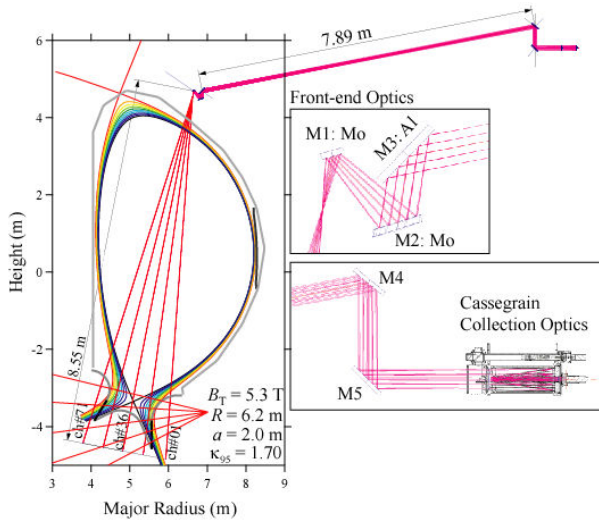 7.89 m
6
4
2
0
-2
-4
Height (m)
3
4
5
6
7
8
9
Major Radius (m)
8.55 m
ch#7
ch#36
ch#01
B_T = 5.3 T
R = 6.2 m
a = 2.0 m
κ_95 = 1.70
Front-end Optics
M1: Mo
M3: Al
M2: Mo
M4
Cassegrain
Collection Optics
M5